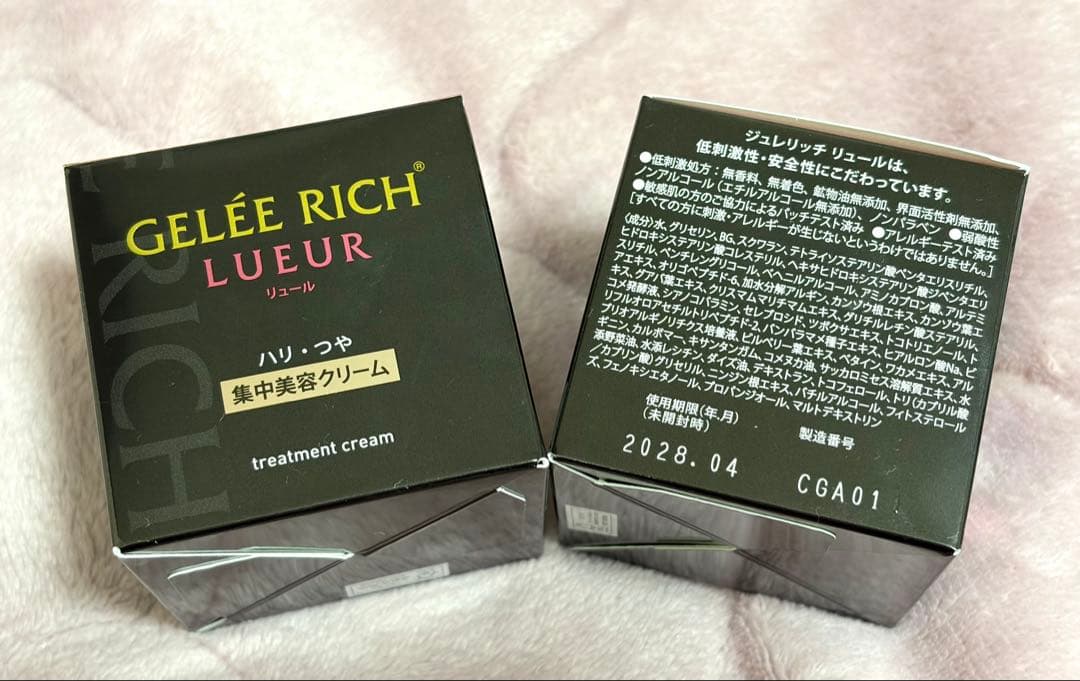 GELÉE RICH®
LUEUR
リュール
ハリ・つや
集中美容クリーム
treatment cream
E RICH
ジュレリッチ リュールは、
低刺激性・安全性にこだわっています。
●低刺激処方：無香料、無着色、鉱物油無添加、界面活性剤無添加、
ノンアルコール（エチルアルコール無添加）、ノンパラベン ●弱酸性
●敏感肌の方のご協力によるパッチテスト済み ●アレルギーテスト済み
［すべての方に刺激・アレルギーが生じないというわけではありません。］
〈成分〉水、グリセリン、BG、スクワラン、テトライソステアリン酸ペンタエリスリチル、
ヒドロキシステアリン酸コレステリル、ヘキサヒドロキシステアリン酸ジペンタエリ
スリチル、ペンチレングリコール、ベヘニルアルコール、アミノカプロン酸、アルテミ
アエキス、オリゴペプチド-6、加水分解アルギン、カンゾウ根エキス、カンゾウ葉エ
キス、グアバ葉エキス、クリスマムマリチマムエキス、グリチルレチン酸ステアリル、
コメ発酵液、シアノコバラミン、セレブロシド、ツボクサエキス、トコトリエノール、ト
リフルオロアセチルトリペプチド-2、バンバラマメ種子エキス、ヒアルロン酸Na、ビ
ブリオアルギノリチクス培養液、ビルベリー葉エキス、ベタイン、ワカメエキス、アル
ギニン、カルボマー、キサンタンガム、コメヌカ油、サッカロミセス溶解質エキス、水
添野菜油、水添レシチン、ダイズ油、デキストラン、トコフェロール、トリ（カプリル酸
／カプリン酸）グリセリル、ニンジン根エキス、バチルアルコール、フィトステロール
ズ、フェノキシエタノール、プロパンジオール、マルトデキストリン
使用期限（年,月）
（未開封時）
製造番号
2028.04
CGA01